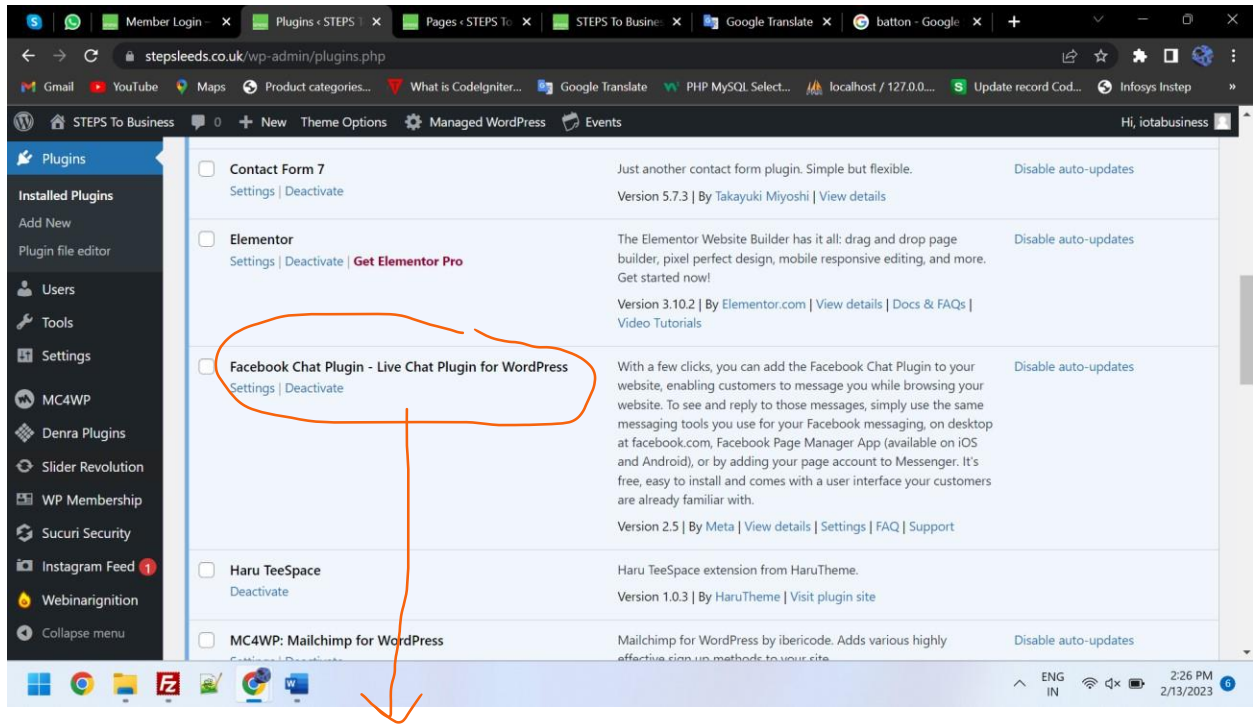 Member Login –
Plugins ‹ STEPS T
Pages ‹ STEPS To
STEPS To Busines
Google Translate
batton - Google
stepsleeds.co.uk/wp-admin/plugins.php
Gmail YouTube Maps Product categories... What is CodeIgniter... Google Translate PHP MySQL Select... localhost / 127.0.0.... Update record Cod... Infosys Instep »
STEPS To Business 0 + New Theme Options Managed WordPress Events Hi, iotabusiness
Plugins
Installed Plugins
Add New
Plugin file editor
Users
Tools
Settings
MC4WP
Denra Plugins
Slider Revolution
WP Membership
Sucuri Security
Instagram Feed 1
Webinarignition
Collapse menu
Contact Form 7
Settings | Deactivate
Just another contact form plugin. Simple but flexible.
Version 5.7.3 | By Takayuki Miyoshi | View details
Disable auto-updates
Elementor
Settings | Deactivate | Get Elementor Pro
The Elementor Website Builder has it all: drag and drop page
builder, pixel perfect design, mobile responsive editing, and more.
Get started now!
Version 3.10.2 | By Elementor.com | View details | Docs & FAQs |
Video Tutorials
Disable auto-updates
Facebook Chat Plugin - Live Chat Plugin for WordPress
Settings | Deactivate
With a few clicks, you can add the Facebook Chat Plugin to your
website, enabling customers to message you while browsing your
website. To see and reply to those messages, simply use the same
messaging tools you use for your Facebook messaging, on desktop
at facebook.com, Facebook Page Manager App (available on iOS
and Android), or by adding your page account to Messenger. It's
free, easy to install and comes with a user interface your customers
are already familiar with.
Version 2.5 | By Meta | View details | Settings | FAQ | Support
Disable auto-updates
Haru TeeSpace
Deactivate
Haru TeeSpace extension from HaruTheme.
Version 1.0.3 | By HaruTheme | Visit plugin site
MC4WP: Mailchimp for WordPress
Settings | Deactivate
Mailchimp for WordPress by ibericode. Adds various highly
effective sign up methods to your site.
Disable auto-updates
ENG
IN
2:26 PM
2/13/2023
6